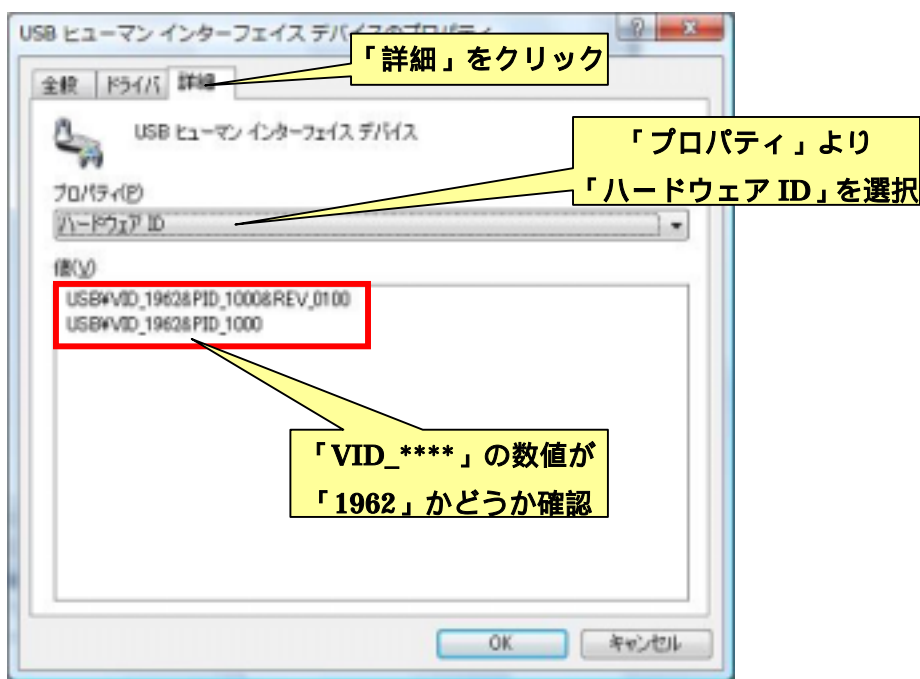 USB ヒューマン インターフェイス デバイスのプロパティ
「詳細」をクリック
全般 ドライバ 詳細
USB ヒューマン インターフェイス デバイス
「プロパティ」より
「ハードウェア ID」を選択
プロパティ(P)
ハードウェア ID
値(V)
USB¥VID_1962&PID_1000&REV_0100
USB¥VID_1962&PID_1000
「VID_****」の数値が
「1962」かどうか確認
OK キャンセル